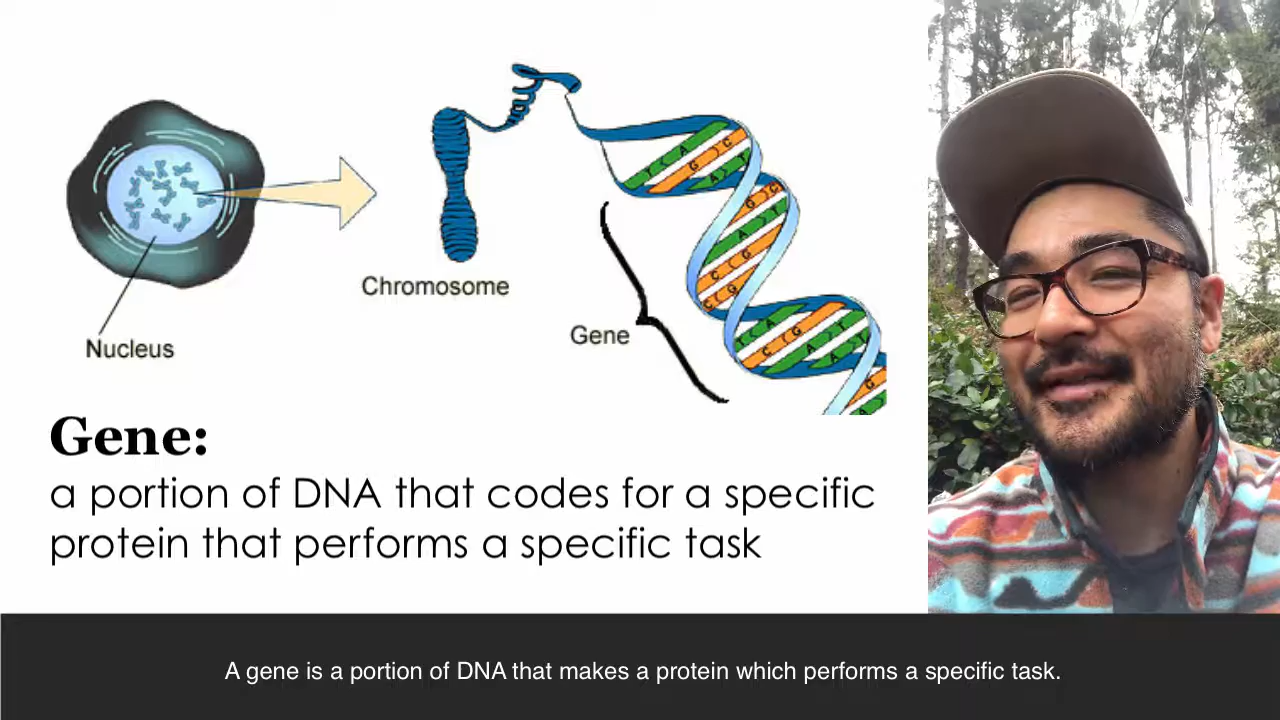 Nucleus
Chromosome
Gene
Gene:
a portion of DNA that codes for a specific
protein that performs a specific task
A gene is a portion of DNA that makes a protein which performs a specific task.